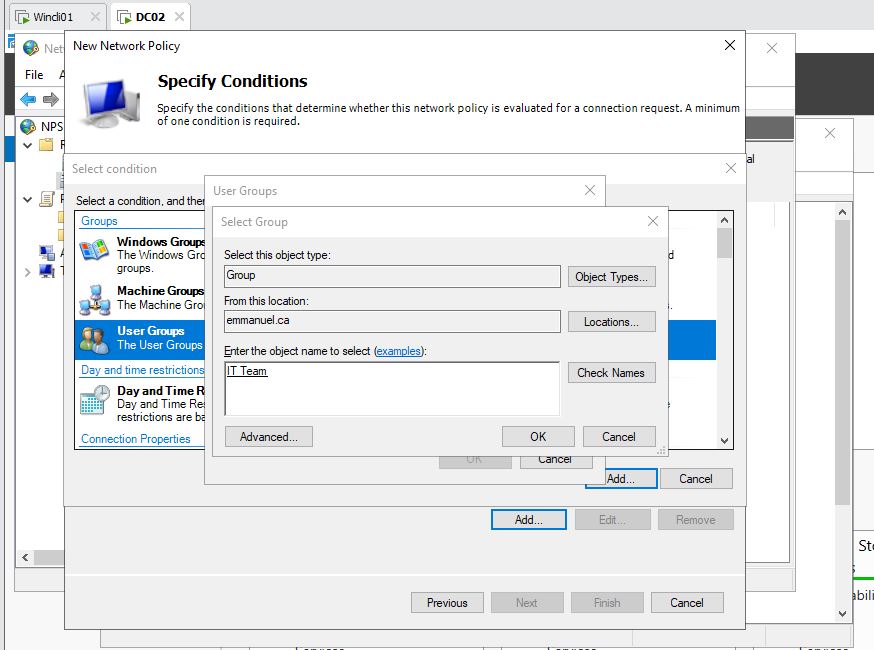 Windi01
DC02
New Network Policy
Net
File
Specify Conditions
Specify the conditions that determine whether this network policy is evaluated for a connection request. A minimum
of one condition is required.
NPS
Select condition
Select a condition, and then
Groups
Windows Groups
The Windows Gro
groups.
Machine Groups
The Machine Gro
User Groups
The User Groups
Day and time restrictions
Day and Time Re
Day and Time Res
restrictions are ba
Connection Properties
User Groups
Select Group
Select this object type:
Group
Object Types...
From this location:
emmanuel.ca
Locations...
Enter the object name to select (examples):
IT Team
Check Names
Advanced...
OK
Cancel
OK
Cancel
Add...
Cancel
Add...
Edit...
Remove
Previous
Next
Finish
Cancel